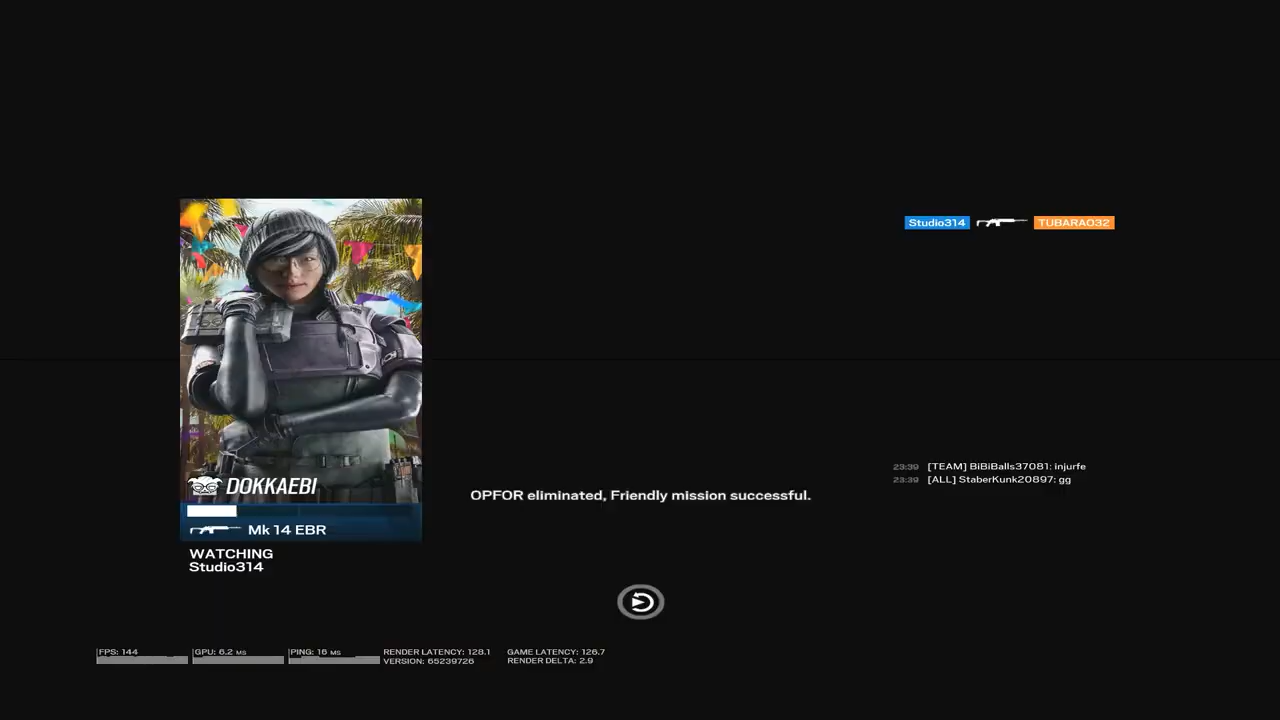 Studio314 TUBARAO32
DOKKAEBI
Mk 14 EBR
WATCHING
Studio314
OPFOR eliminated, Friendly mission successful.
23:39 [TEAM] BiBiBalls37081: injurfe
23:39 [ALL] StaberKunk20897: gg
FPS: 144 GPU: 6.2 MS PING: 16 MS RENDER LATENCY: 128.1 GAME LATENCY: 126.7
VERSION: 65239726 RENDER DELTA: 2.9